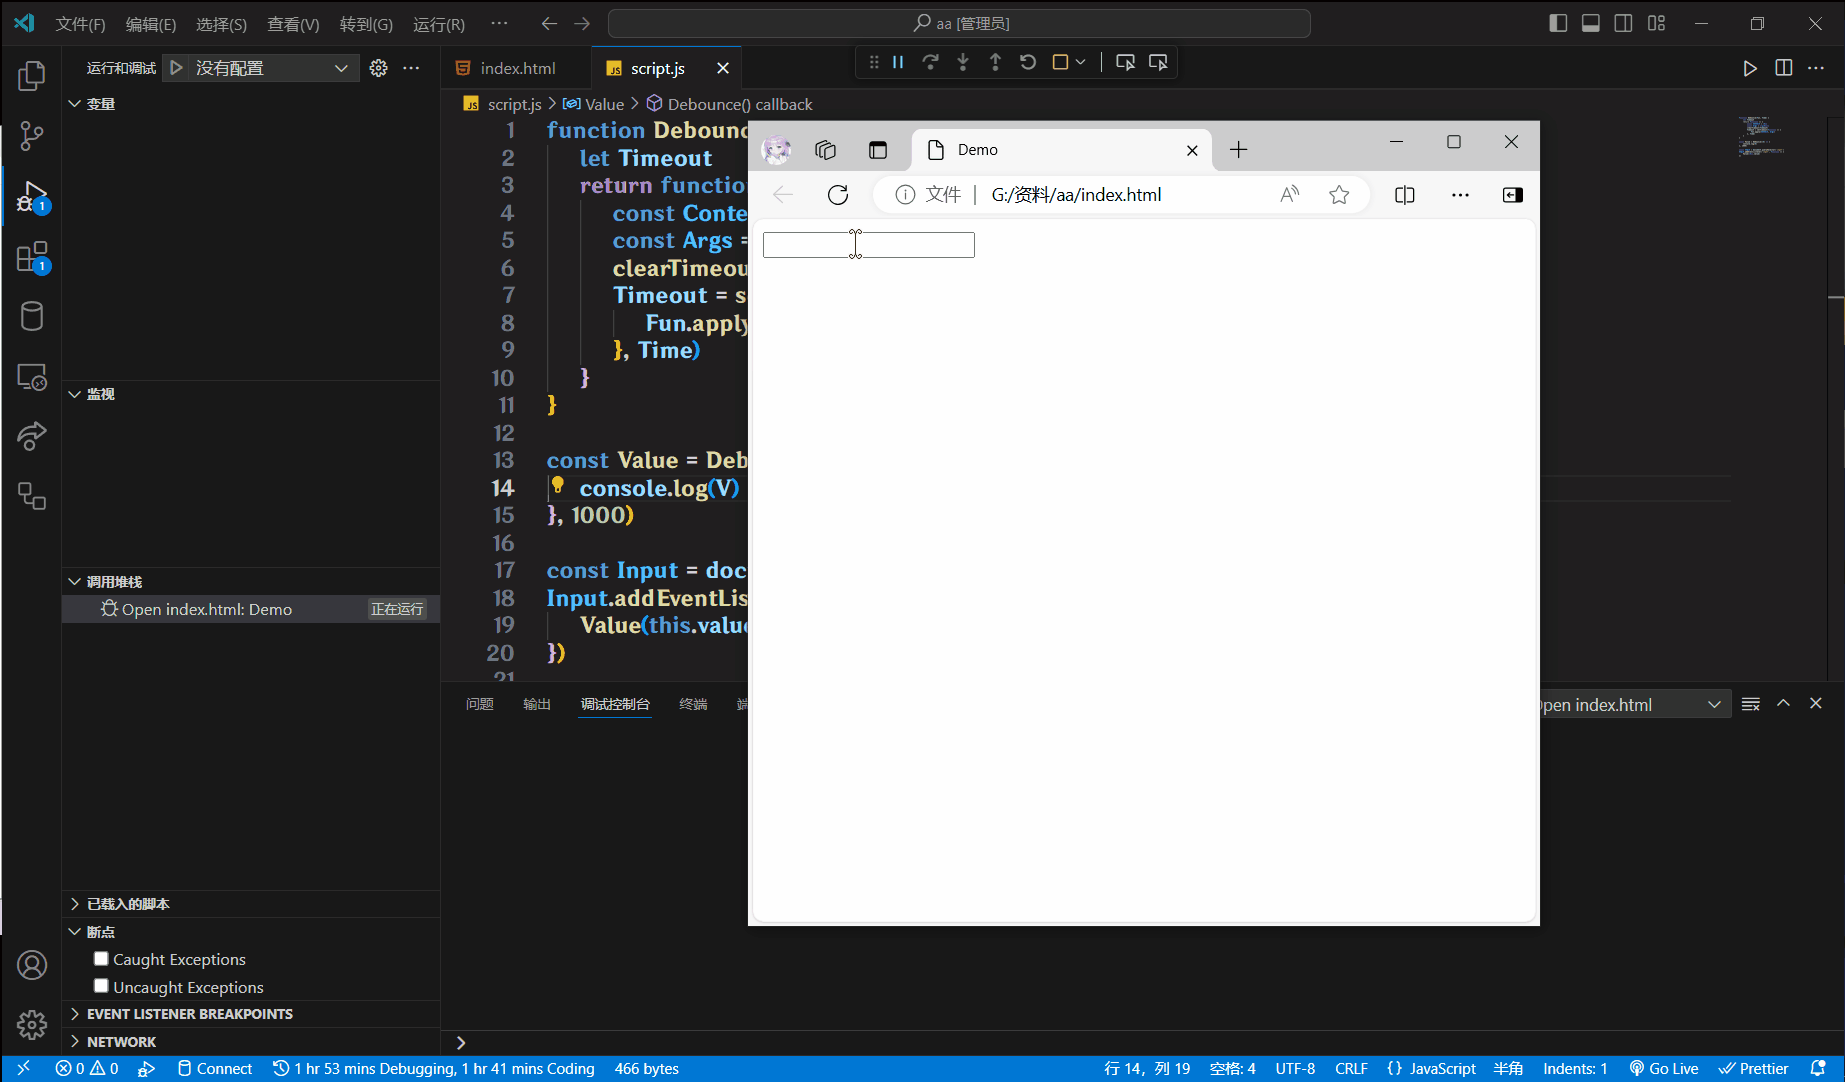 文件(F) 编辑(E) 选择(S) 查看(V) 转到(G) 运行(R) ··· aa [管理员]
运行和调试 没有配置 ···
index.html script.js
script.js > Value > Debounce() callback
变量
监视
调用堆栈
Open index.html: Demo 正在运行
已载入的脚本
断点
Caught Exceptions
Uncaught Exceptions
EVENT LISTENER BREAKPOINTS
NETWORK
1 function Debounc
2 let Timeout
3 return functio
4 const Conte
5 const Args =
6 clearTimeou
7 Timeout = s
8 Fun.apply
9 }, Time)
10 }
11 }
12
13 const Value = Deb
14 console.log(V)
15 }, 1000)
16
17 const Input = doc
18 Input.addEventLis
19 Value(this.value
20 })
21
Demo
文件 | G:/资料/aa/index.html
问题 输出 调试控制台 终端 端
pen index.html
0 0 Connect 1 hr 53 mins Debugging, 1 hr 41 mins Coding 466 bytes
行 14，列 19 空格: 4 UTF-8 CRLF {} JavaScript 半角 Indents: 1 Go Live Prettier